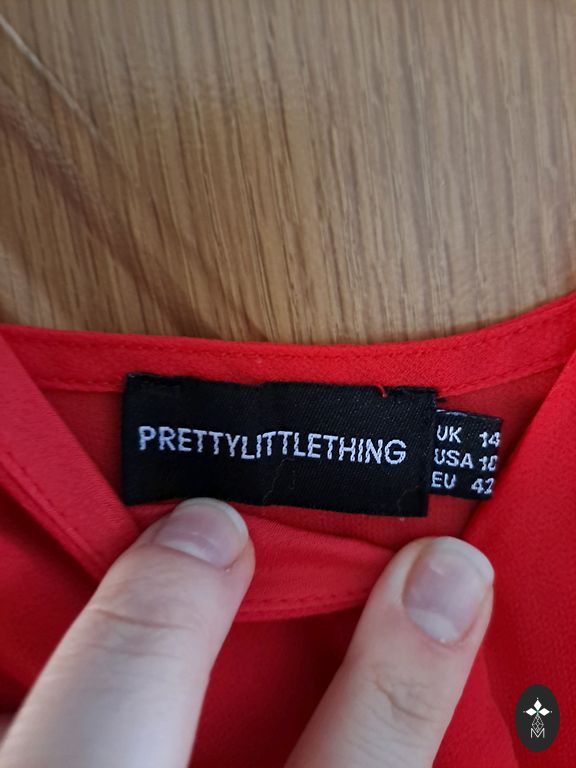 PRETTYLITTLETHING
UK 14
USA 10
EU 42